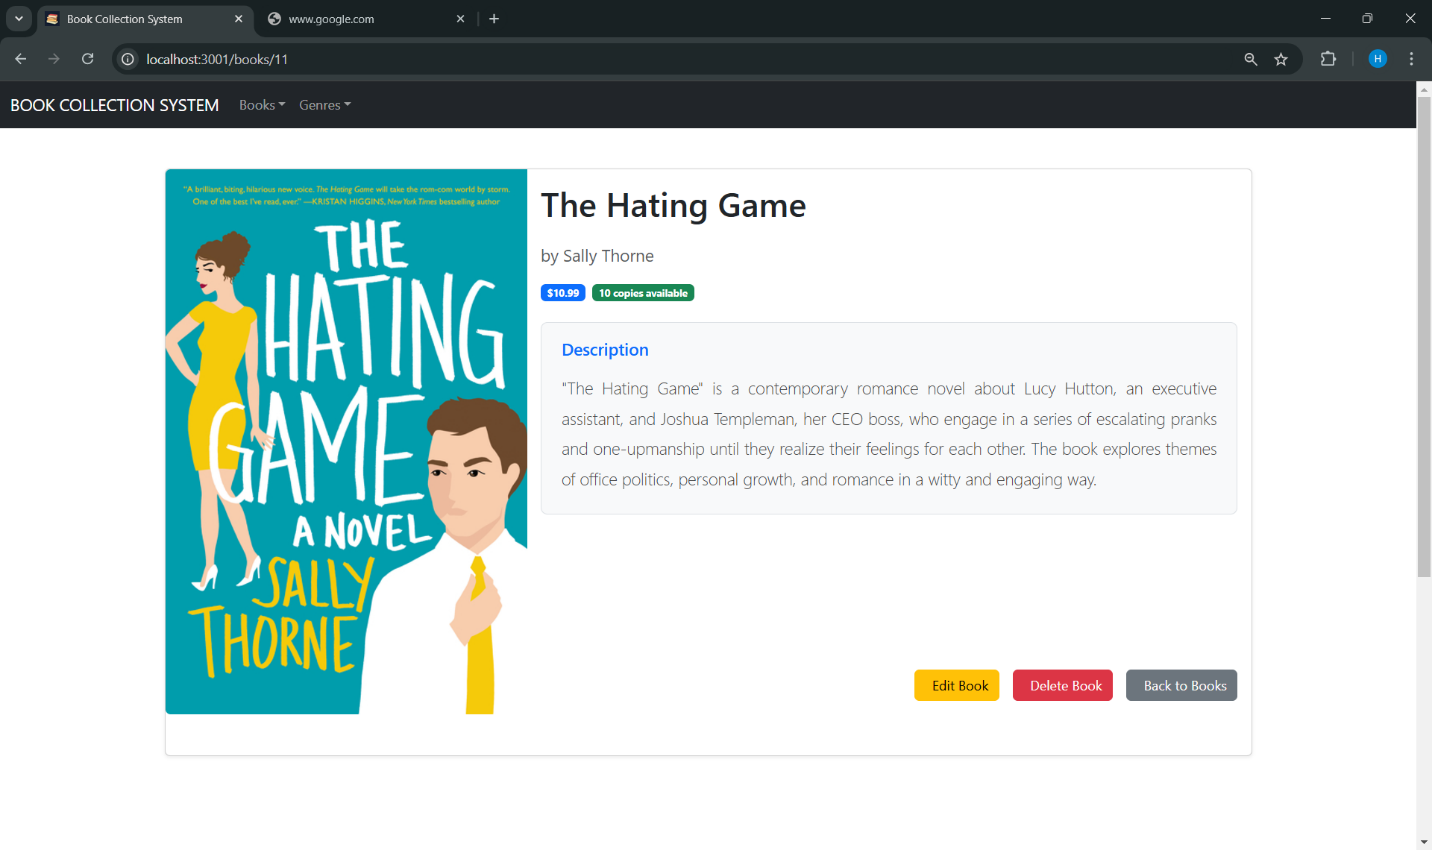 Book Collection System
www.google.com
localhost:3001/books/11
H
BOOK COLLECTION SYSTEM
Books
Genres
"A brilliant, biting, hilarious new voice. The Hating Game will take the rom-com world by storm.
One of the best I've read, ever." —KRISTAN HIGGINS, New York Times bestselling author
THE
HATING
GAME
A NOVEL
SALLY
THORNE
The Hating Game
by Sally Thorne
$10.99
10 copies available
Description
"The Hating Game" is a contemporary romance novel about Lucy Hutton, an executive
assistant, and Joshua Templeman, her CEO boss, who engage in a series of escalating pranks
and one-upmanship until they realize their feelings for each other. The book explores themes
of office politics, personal growth, and romance in a witty and engaging way.
Edit Book
Delete Book
Back to Books